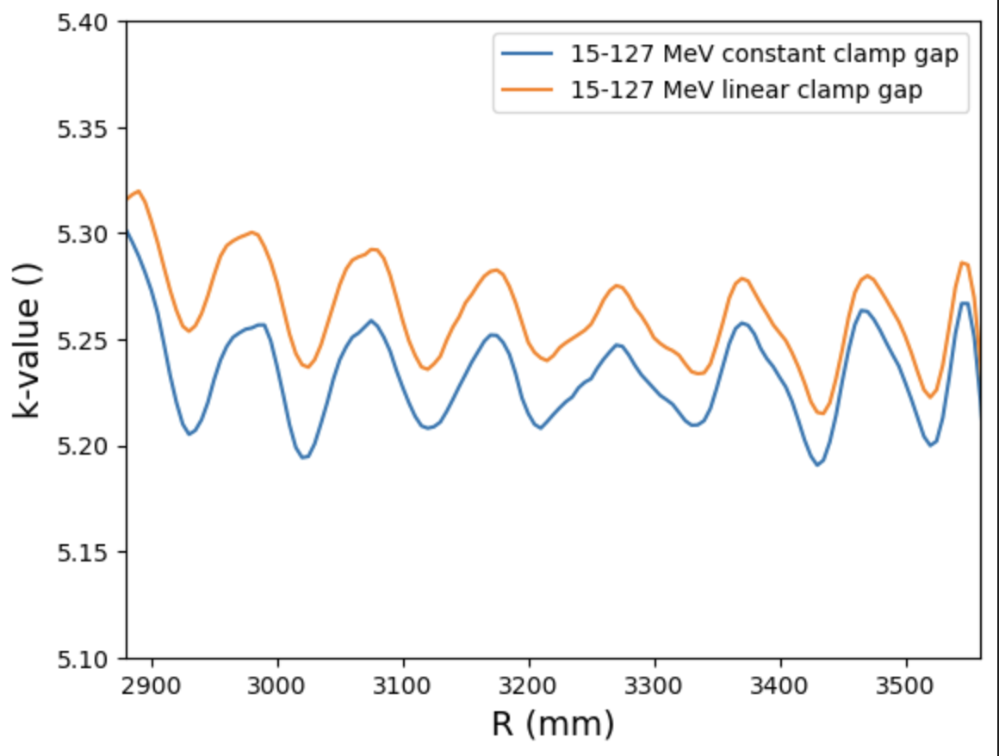 5.40
5.35
5.30
5.25
5.20
5.15
5.10
k-value ()
15-127 MeV constant clamp gap
15-127 MeV linear clamp gap
2900 3000 3100 3200 3300 3400 3500
R (mm)